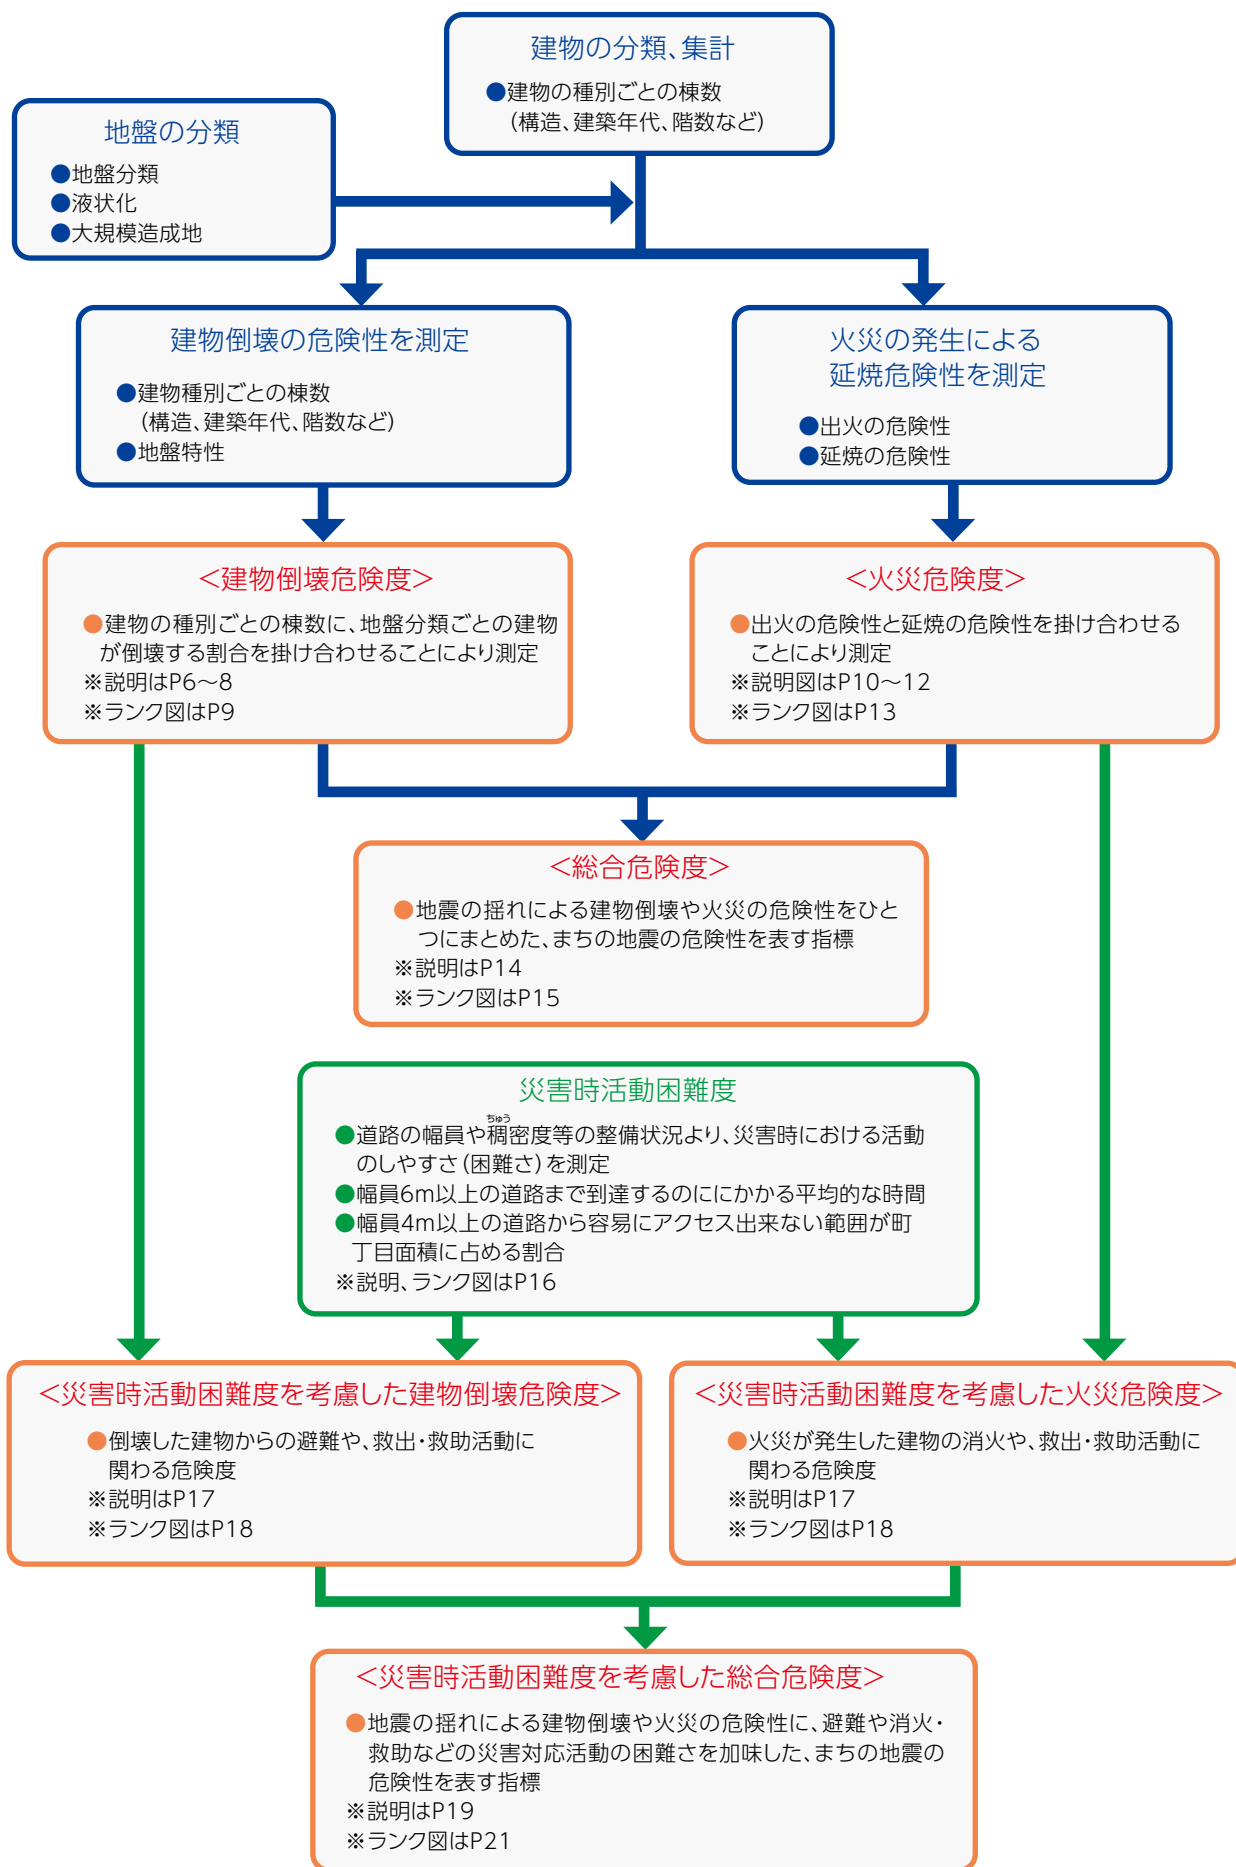 建物の分類、集計
●建物の種別ごとの棟数
(構造、建築年代、階数など)
地盤の分類
●地盤分類
●液状化
●大規模造成地
建物倒壊の危険性を測定
●建物種別ごとの棟数
(構造、建築年代、階数など)
●地盤特性
火災の発生による
延焼危険性を測定
●出火の危険性
●延焼の危険性
<建物倒壊危険度>
●建物の種別ごとの棟数に、地盤分類ごとの建物
が倒壊する割合を掛け合わせることにより測定
※説明はP6～8
※ランク図はP9
<火災危険度>
●出火の危険性と延焼の危険性を掛け合わせる
ことにより測定
※説明図はP10～12
※ランク図はP13
<総合危険度>
●地震の揺れによる建物倒壊や火災の危険性をひと
つにまとめた、まちの地震の危険性を表す指標
※説明はP14
※ランク図はP15
災害時活動困難度
ちゅう
●道路の幅員や稠密度等の整備状況より、災害時における活動
のしやすさ(困難さ)を測定
●幅員6m以上の道路まで到達するのににかかる平均的な時間
●幅員4m以上の道路から容易にアクセス出来ない範囲が町
丁目面積に占める割合
※説明、ランク図はP16
<災害時活動困難度を考慮した建物倒壊危険度>
●倒壊した建物からの避難や、救出・救助活動に
関わる危険度
※説明はP17
※ランク図はP18
<災害時活動困難度を考慮した火災危険度>
●火災が発生した建物の消火や、救出・救助活動に
関わる危険度
※説明はP17
※ランク図はP18
<災害時活動困難度を考慮した総合危険度>
●地震の揺れによる建物倒壊や火災の危険性に、避難や消火・
救助などの災害対応活動の困難さを加味した、まちの地震の
危険性を表す指標
※説明はP19
※ランク図はP21